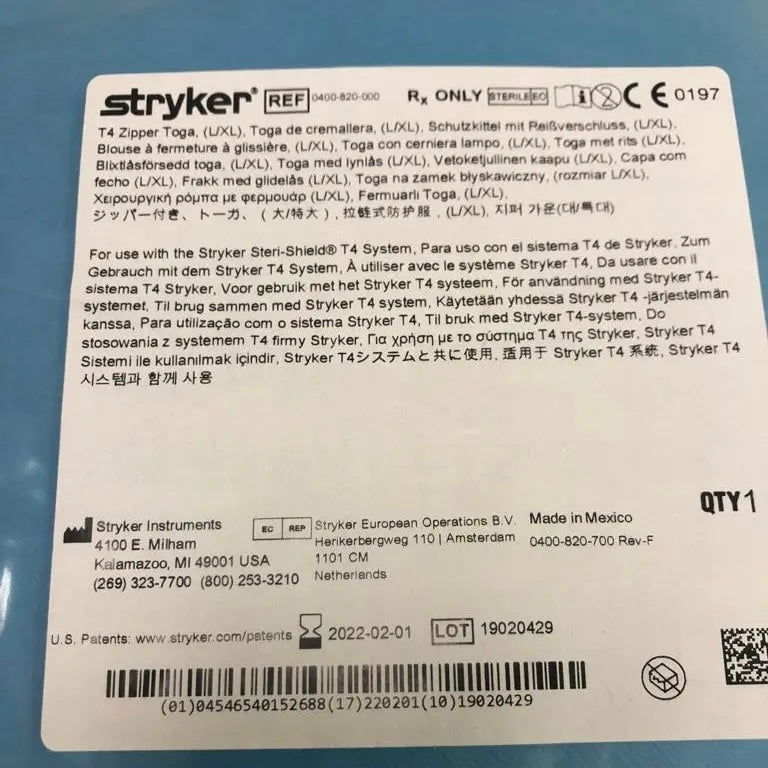 stryker® REF 0400-820-000 Rx ONLY STERILE EO 2 CE 0197
T4 Zipper Toga, (L/XL), Toga de cremallera, (L/XL), Schutzkittel mit Reißverschluss, (L/XL),
Blouse à fermeture à glissière, (L/XL), Toga con cerniera lampo, (L/XL), Toga met rits (L/XL),
Blixtlåsförsedd toga, (L/XL), Toga med lynlås (L/XL), Vetoketjullinen kaapu (L/XL), Capa com
fecho (L/XL), Frakk med glidelås (L/XL), Toga na zamek błyskawiczny, (rozmiar L/XL),
Χειρουργική ρόμπα με φερμουάρ (L/XL), Fermuarlı Toga, (L/XL),
ジッパー付き、トーガ、(大/特大), 拉链式防护服, (L/XL), 지퍼 가운(대/특대)
For use with the Stryker Steri-Shield® T4 System, Para uso con el sistema T4 de Stryker, Zum
Gebrauch mit dem Stryker T4 System, À utiliser avec le système Stryker T4, Da usare con il
sistema T4 Stryker, Voor gebruik met het Stryker T4 systeem, För användning med Stryker T4-
systemet, Til brug sammen med Stryker T4 system, Käytetään yhdessä Stryker T4 -järjestelmän
kanssa, Para utilização com o sistema Stryker T4, Til bruk med Stryker T4-system, Do
stosowania z systemem T4 firmy Stryker, Για χρήση με το σύστημα T4 της Stryker, Stryker T4
Sistemi ile kullanılmak içindir, Stryker T4システムと共に使用, 适用于 Stryker T4 系统, Stryker T4
시스템과 함께 사용
QTY 1
Stryker Instruments
4100 E. Milham
Kalamazoo, MI 49001 USA
(269) 323-7700 (800) 253-3210
EC REP
Stryker European Operations B.V.
Herikerbergweg 110 | Amsterdam
1101 CM
Netherlands
Made in Mexico
0400-820-700 Rev-F
U.S. Patents: www.stryker.com/patents 2022-02-01 LOT 19020429
(01)04546540152688(17)220201(10)19020429